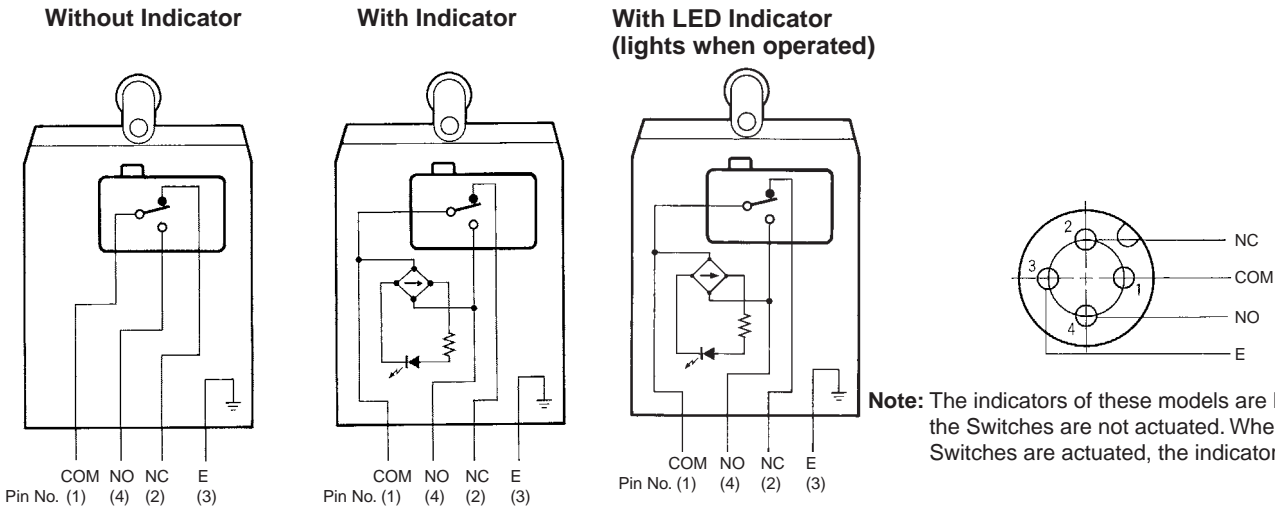 Without Indicator
With Indicator
With LED Indicator
(lights when operated)
COM NO NC E
Pin No. (1) (4) (2) (3)
COM NO NC E
Pin No. (1) (4) (2) (3)
COM NO NC E
Pin No. (1) (4) (2) (3)
2
3
1
4
NC
COM
NO
E
Note: The indicators of these models are
the Switches are not actuated.
Switches are actuated, the